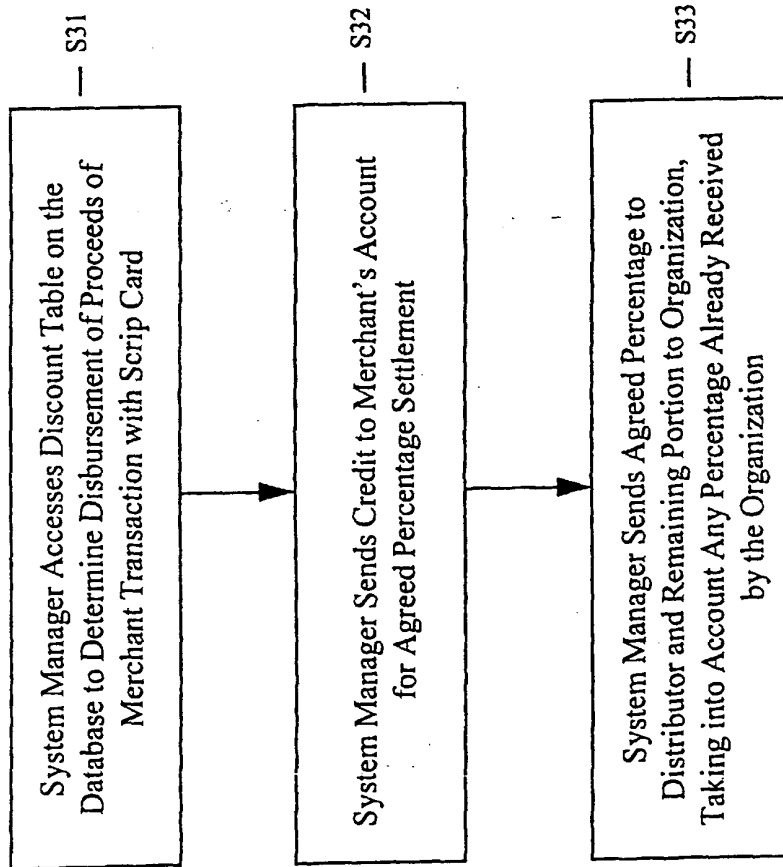 System Manager Accesses Discount Table on the
Database to Determine Disbursement of Proceeds of
Merchant Transaction with Scrip Card
S31
System Manager Sends Credit to Merchant's Account
for Agreed Percentage Settlement
S32
System Manager Sends Agreed Percentage to
Distributor and Remaining Portion to Organization,
Taking into Account Any Percentage Already Received
by the Organization
S33